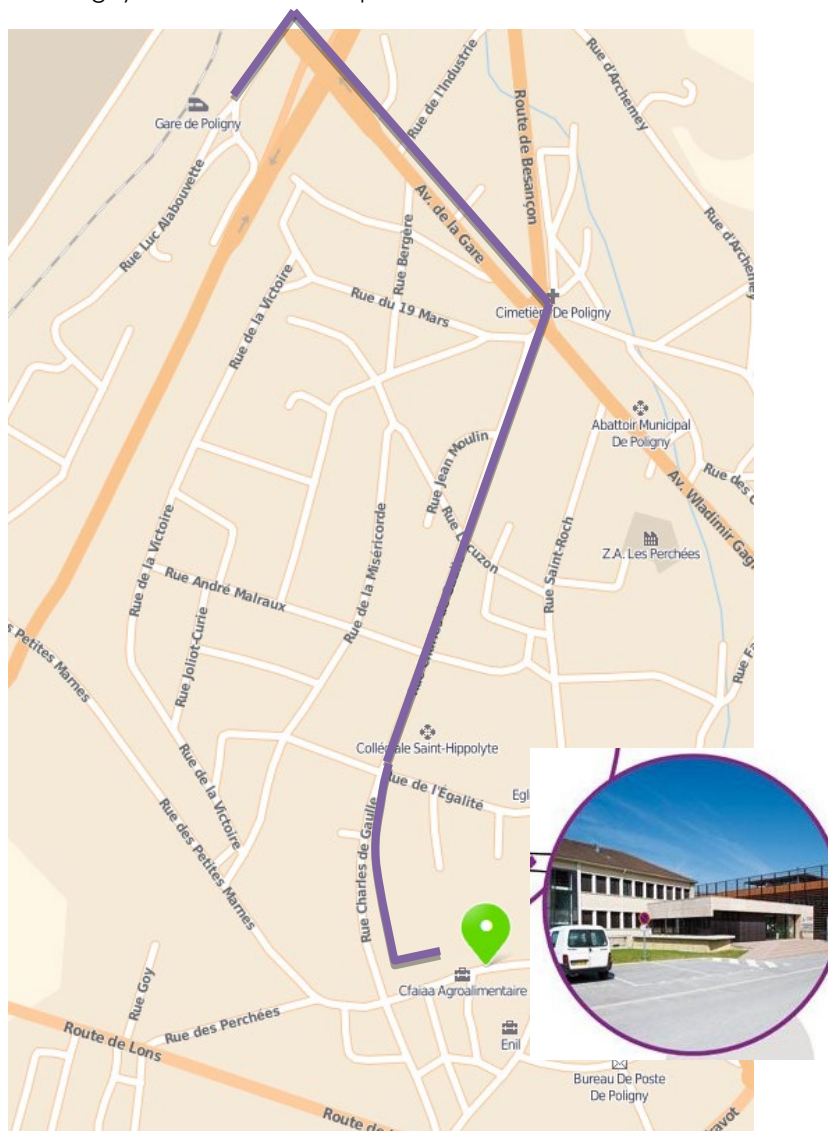 Rue de l'Industrie
Rue d'Archemey
Gare de Poligny
Route de Besançon
Rue Luc Alabouvette
Av. de la Gare
Rue Bergère
Rue d'Archemey
Rue de la Victoire
Rue du 19 Mars
Cimetière De Poligny
Abattoir Municipal
De Poligny
Rue Jean Moulin
Rue des
Av. Wladimir Gag
Rue de la Victoire
Rue de la Miséricorde
Rue Saint-Roch
Z.A. Les Perchées
Rue André Malraux
Rue Joliot-Curie
Petites Marnes
Rue
Collégiale Saint-Hippolyte
Rue de la Victoire
Rue de l'Égalité
Rue des Petites Marnes
Rue Charles de Gaulle
Cfaiaa Agroalimentaire
Rue Goy
Rue des Perchées
Route de Lons
Enil
Bureau De Poste
De Poligny
Route de